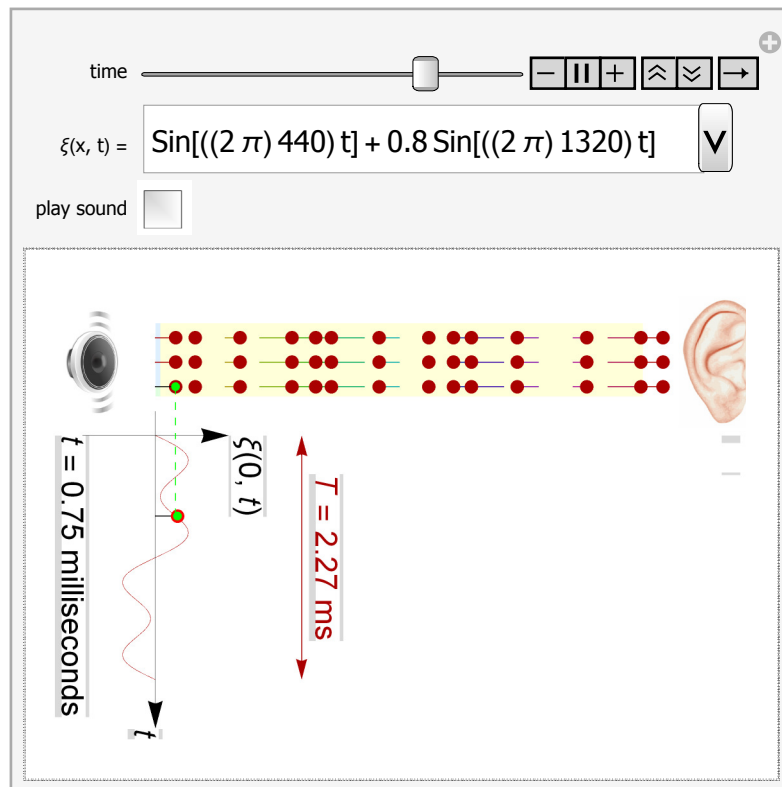 time
ξ(x, t) = Sin[((2 π) 440) t] + 0.8 Sin[((2 π) 1320) t]
play sound
ξ(0, t)
t = 0.75 milliseconds
T = 2.27 ms
t